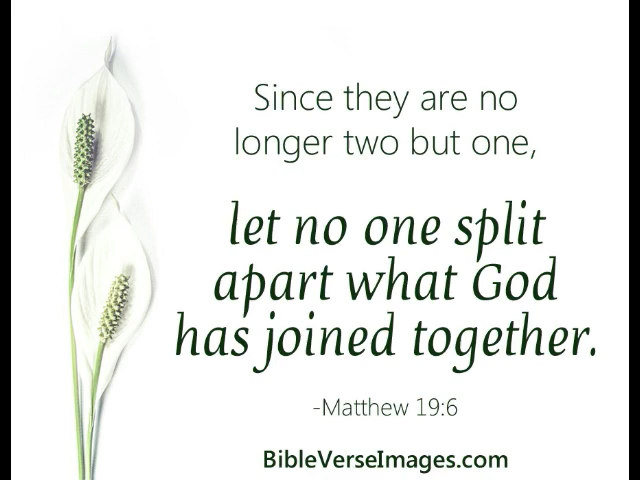 Since they are no
longer two but one,
let no one split
apart what God
has joined together.
-Matthew 19:6
BibleVerseImages.com